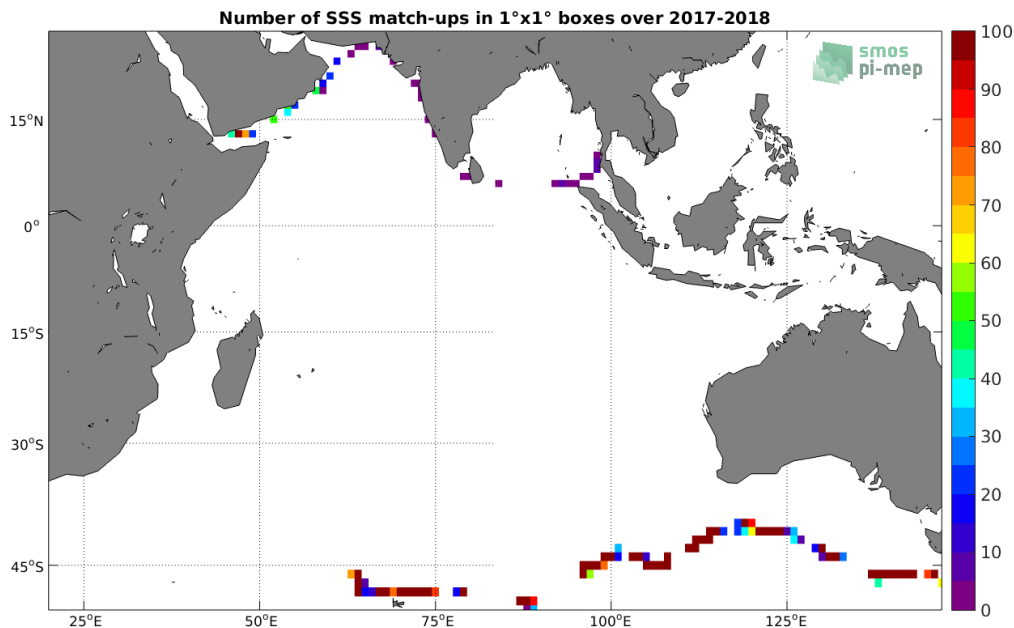 Number of SSS match-ups in 1°x1° boxes over 2017-2018
smos
pi-mep
15°N
0°
15°S
30°S
45°S
25°E
50°E
75°E
100°E
125°E
100
90
80
70
60
50
40
30
20
10
0